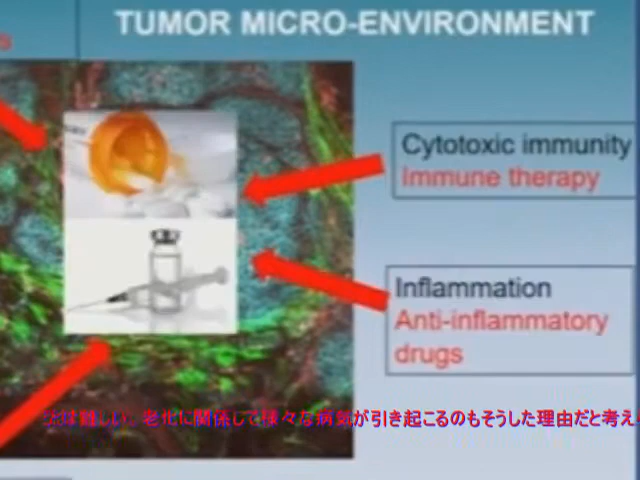 TUMOR MICRO-ENVIRONMENT
s
Cytotoxic immunity
Immune therapy
Inflammation
Anti-inflammatory
drugs
は難しい。老化に関係して様々な病気が引き起こるのもそうした理由だと考え